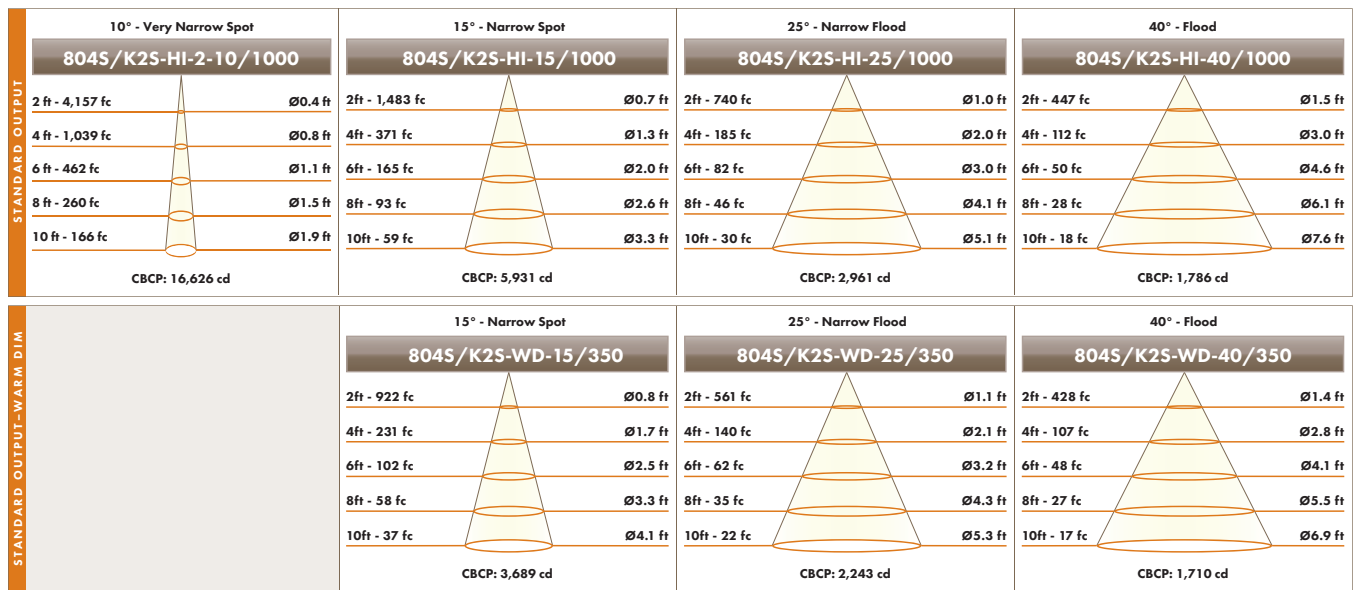 STANDARD OUTPUT
10° - Very Narrow Spot
804S/K2S-HI-2-10/1000
2 ft - 4,157 fc Ø0.4 ft
4 ft - 1,039 fc Ø0.8 ft
6 ft - 462 fc Ø1.1 ft
8 ft - 260 fc Ø1.5 ft
10 ft - 166 fc Ø1.9 ft
CBCP: 16,626 cd
15° - Narrow Spot
804S/K2S-HI-15/1000
2ft - 1,483 fc Ø0.7 ft
4ft - 371 fc Ø1.3 ft
6ft - 165 fc Ø2.0 ft
8ft - 93 fc Ø2.6 ft
10ft - 59 fc Ø3.3 ft
CBCP: 5,931 cd
25° - Narrow Flood
804S/K2S-HI-25/1000
2ft - 740 fc Ø1.0 ft
4ft - 185 fc Ø2.0 ft
6ft - 82 fc Ø3.0 ft
8ft - 46 fc Ø4.1 ft
10ft - 30 fc Ø5.1 ft
CBCP: 2,961 cd
40° - Flood
804S/K2S-HI-40/1000
2ft - 447 fc Ø1.5 ft
4ft - 112 fc Ø3.0 ft
6ft - 50 fc Ø4.6 ft
8ft - 28 fc Ø6.1 ft
10ft - 18 fc Ø7.6 ft
CBCP: 1,786 cd
STANDARD OUTPUT–WARM DIM
15° - Narrow Spot
804S/K2S-WD-15/350
2ft - 922 fc Ø0.8 ft
4ft - 231 fc Ø1.7 ft
6ft - 102 fc Ø2.5 ft
8ft - 58 fc Ø3.3 ft
10ft - 37 fc Ø4.1 ft
CBCP: 3,689 cd
25° - Narrow Flood
804S/K2S-WD-25/350
2ft - 561 fc Ø1.1 ft
4ft - 140 fc Ø2.1 ft
6ft - 62 fc Ø3.2 ft
8ft - 35 fc Ø4.3 ft
10ft - 22 fc Ø5.3 ft
CBCP: 2,243 cd
40° - Flood
804S/K2S-WD-40/350
2ft - 428 fc Ø1.4 ft
4ft - 107 fc Ø2.8 ft
6ft - 48 fc Ø4.1 ft
8ft - 27 fc Ø5.5 ft
10ft - 17 fc Ø6.9 ft
CBCP: 1,710 cd